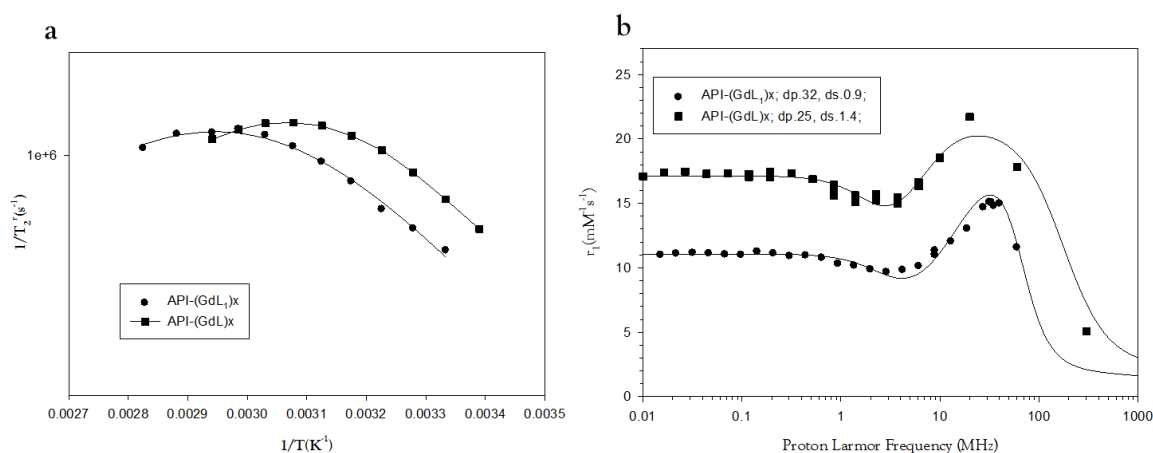 a
1/T₂ʳ(s⁻¹)
1e+6
API-(GdL₁)x
API-(GdL)x
0.0027 0.0028 0.0029 0.0030 0.0031 0.0032 0.0033 0.0034 0.0035
1/T(K⁻¹)
b
r₁(mM⁻¹s⁻¹)
25
20
15
10
5
0
API-(GdL₁)x; dp.32, ds.0.9;
API-(GdL)x; dp.25, ds.1.4;
0.01 0.1 1 10 100 1000
Proton Larmor Frequency (MHz)